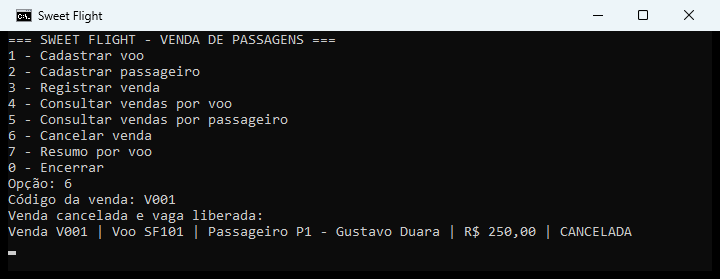 Sweet Flight
=== SWEET FLIGHT - VENDA DE PASSAGENS ===
1 - Cadastrar voo
2 - Cadastrar passageiro
3 - Registrar venda
4 - Consultar vendas por voo
5 - Consultar vendas por passageiro
6 - Cancelar venda
7 - Resumo por voo
0 - Encerrar
Opção: 6
Código da venda: V001
Venda cancelada e vaga liberada:
Venda V001 | Voo SF101 | Passageiro P1 - Gustavo Duara | R$ 250,00 | CANCELADA